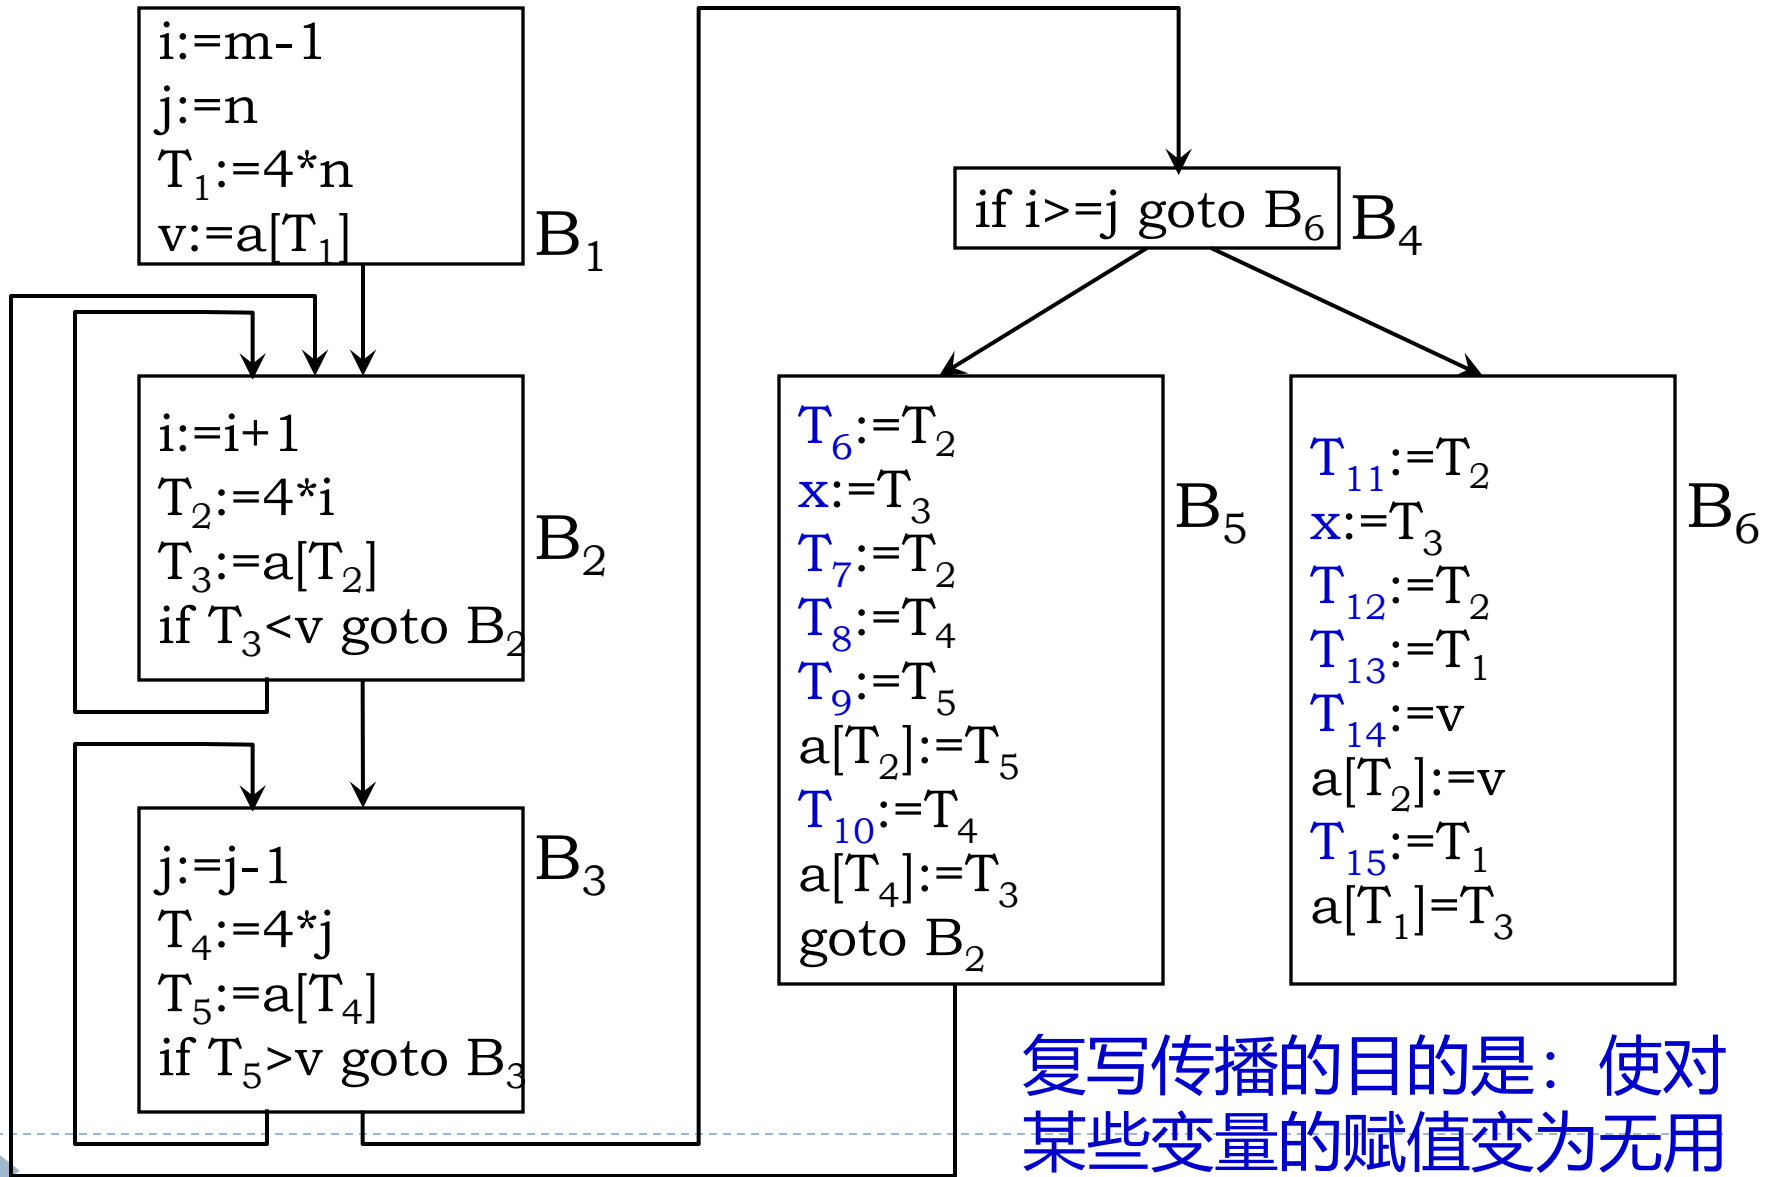 i:=m-1
j:=n
T₁:=4*n
v:=a[T₁]
B₁
i:=i+1
T₂:=4*i
T₃:=a[T₂]
if T₃<v goto B₂
B₂
j:=j-1
T₄:=4*j
T₅:=a[T₄]
if T₅>v goto B₃
B₃
if i>=j goto B₆
B₄
T₆:=T₂
x:=T₃
T₇:=T₂
T₈:=T₄
T₉:=T₅
a[T₂]:=T₅
T₁₀:=T₄
a[T₄]:=T₃
goto B₂
B₅
T₁₁:=T₂
x:=T₃
T₁₂:=T₂
T₁₃:=T₁
T₁₄:=v
a[T₂]:=v
T₁₅:=T₁
a[T₁]=T₃
B₆
复写传播的目的是：使对
某些变量的赋值变为无用